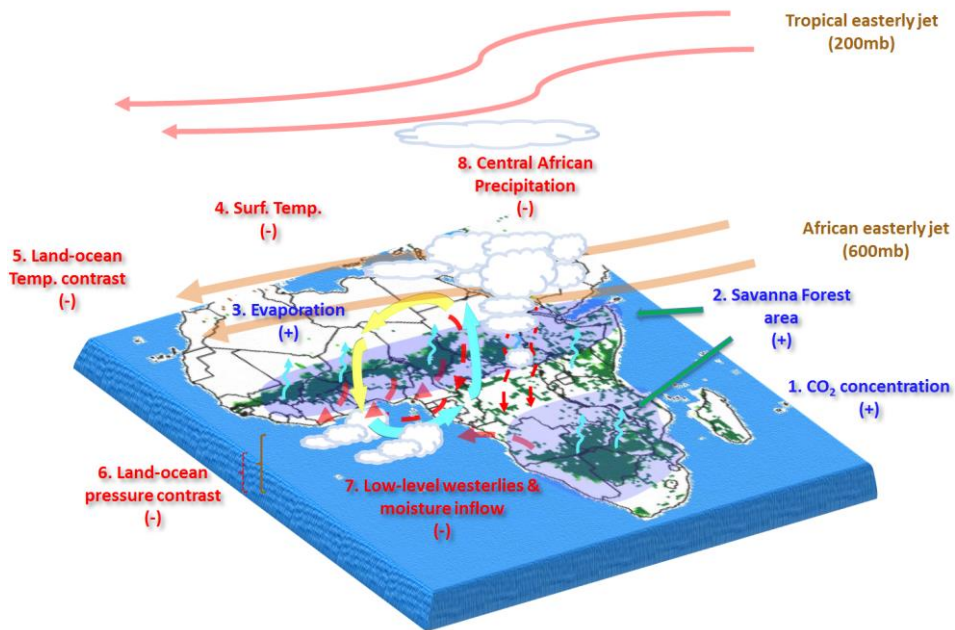 Tropical easterly jet
(200mb)
8. Central African
Precipitation
(-)
4. Surf. Temp.
(-)
African easterly jet
(600mb)
5. Land-ocean
Temp. contrast
(-)
3. Evaporation
(+)
2. Savanna Forest
area
(+)
1. CO₂ concentration
(+)
6. Land-ocean
pressure contrast
(-)
7. Low-level westerlies &
moisture inflow
(-)